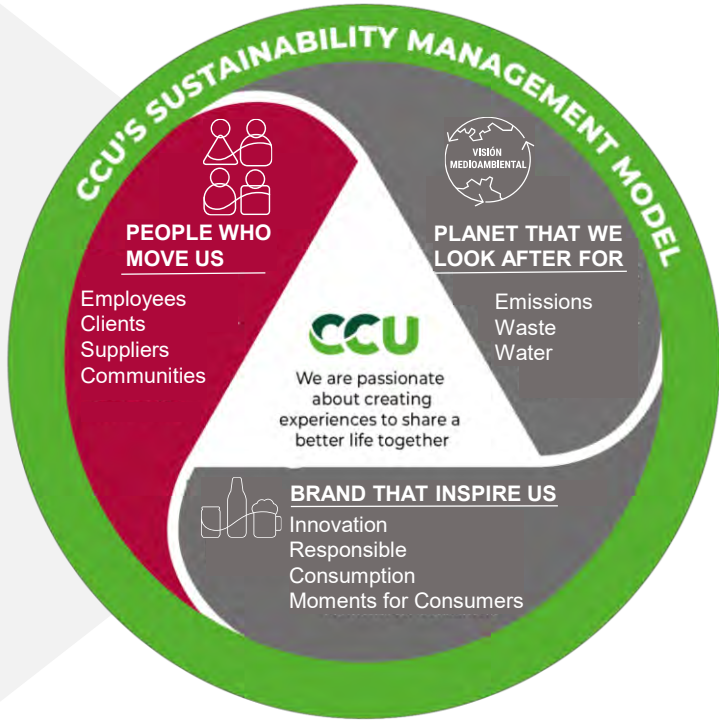 CCU'S SUSTAINABILITY MANAGEMENT MODEL
PEOPLE WHO
MOVE US
Employees
Clients
Suppliers
Communities
VISIÓN
MEDIOAMBIENTAL
PLANET THAT WE
LOOK AFTER FOR
Emissions
Waste
Water
CCU
We are passionate
about creating
experiences to share a
better life together
BRAND THAT INSPIRE US
Innovation
Responsible
Consumption
Moments for Consumers